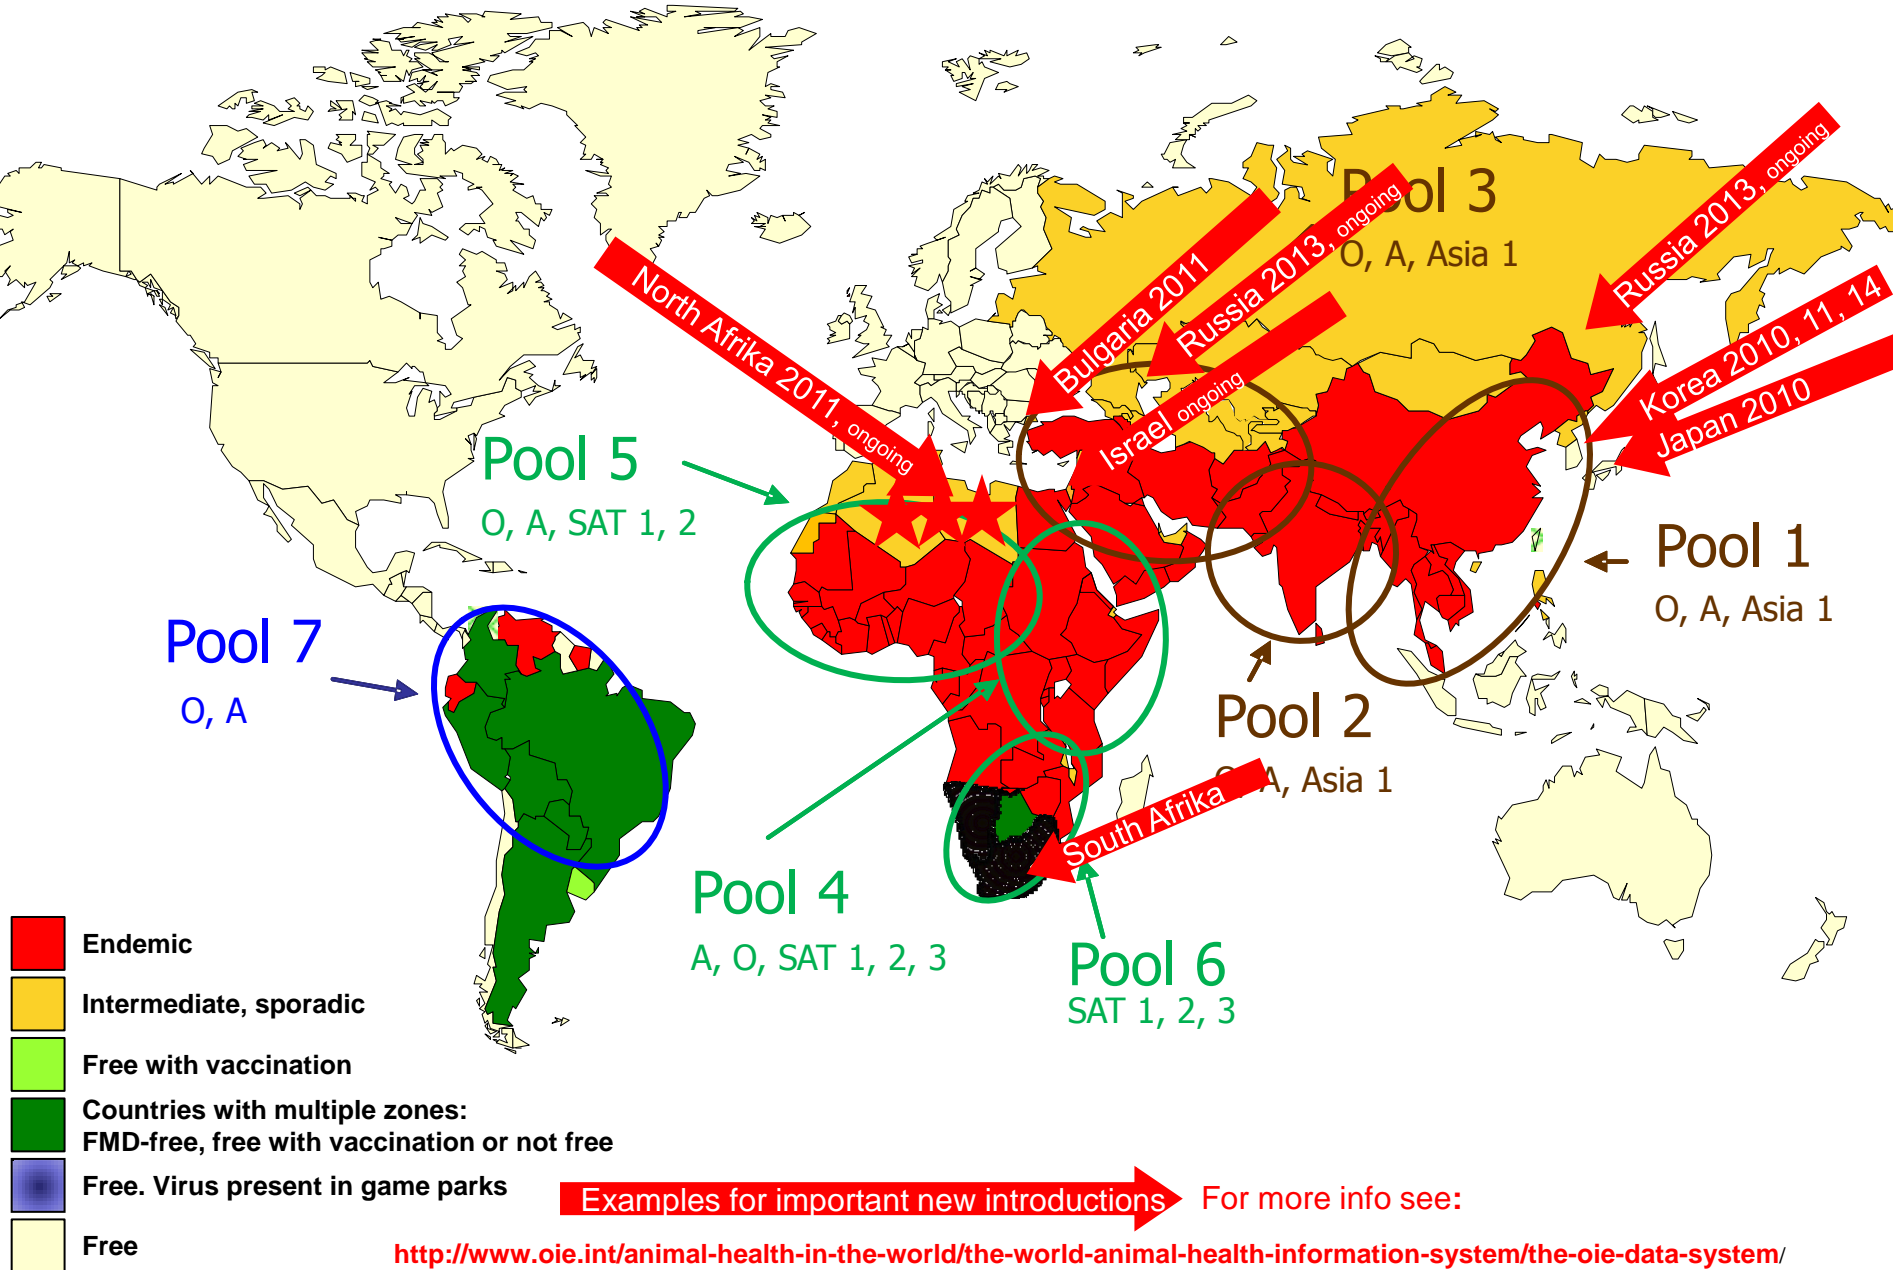 Pool 3
O, A, Asia 1
Russia 2013, ongoing
Bulgaria 2011
Russia 2013, ongoing
North Afrika 2011, ongoing
Israel ongoing
Korea 2010, 11, 14
Japan 2010
Pool 5
O, A, SAT 1, 2
Pool 1
O, A, Asia 1
Pool 7
O, A
Pool 2
O, A, Asia 1
South Afrika
Pool 4
A, O, SAT 1, 2, 3
Pool 6
SAT 1, 2, 3
Endemic
Intermediate, sporadic
Free with vaccination
Countries with multiple zones:
FMD-free, free with vaccination or not free
Free. Virus present in game parks
Free
Examples for important new introductions
For more info see:
http://www.oie.int/animal-health-in-the-world/the-world-animal-health-information-system/the-oie-data-system/